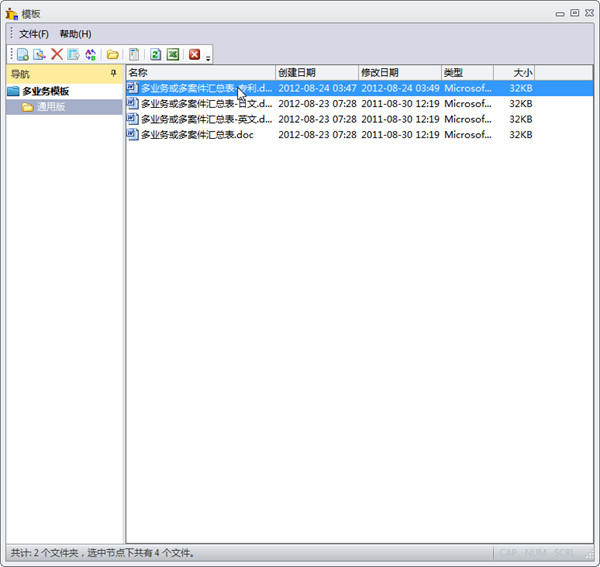 模板
文件(F) 帮助(H)
导航
多业务模板
通用版
名称 创建日期 修改日期 类型 大小
多业务或多案件汇总表-专利.d... 2012-08-24 03:47 2012-08-24 03:49 Microsof... 32KB
多业务或多案件汇总表-日文.d... 2012-08-23 07:28 2011-08-30 12:19 Microsof... 32KB
多业务或多案件汇总表-英文.d... 2012-08-23 07:28 2011-08-30 12:19 Microsof... 32KB
多业务或多案件汇总表.doc 2012-08-23 07:28 2011-08-30 12:19 Microsof... 32KB
共计: 2 个文件夹，选中节点下共有 4 个文件。 CAP NUM SCRL